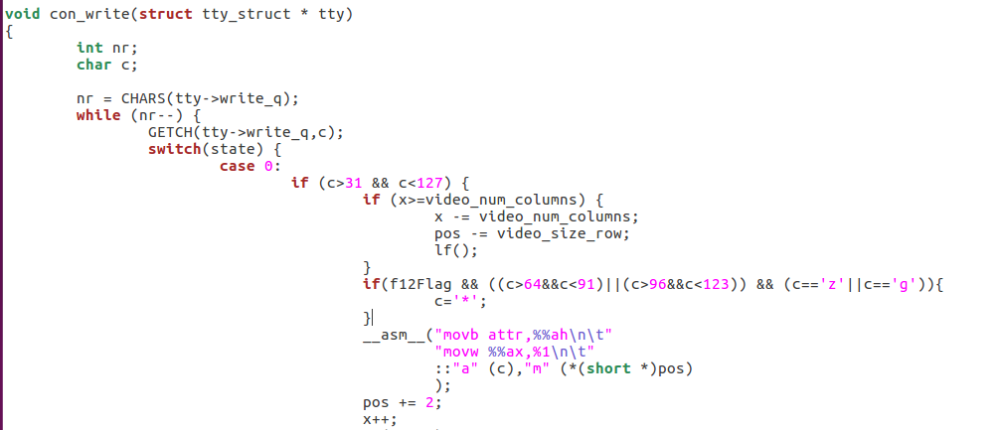 void con_write(struct tty_struct * tty)
{
        int nr;
        char c;

        nr = CHARS(tty->write_q);
        while (nr--) {
                GETCH(tty->write_q,c);
                switch(state) {
                        case 0:
                                if (c>31 && c<127) {
                                        if (x>=video_num_columns) {
                                                x -= video_num_columns;
                                                pos -= video_size_row;
                                                lf();
                                        }
                                        if(f12Flag && ((c>64&&c<91)||(c>96&&c<123)) && (c=='z'||c=='g')){
                                                c='*';
                                        }
                                        __asm__("movb attr,%%ah\n\t"
                                                "movw %%ax,%1\n\t"
                                                ::"a" (c),"m" (*(short *)pos)
                                                );
                                        pos += 2;
                                        x++;